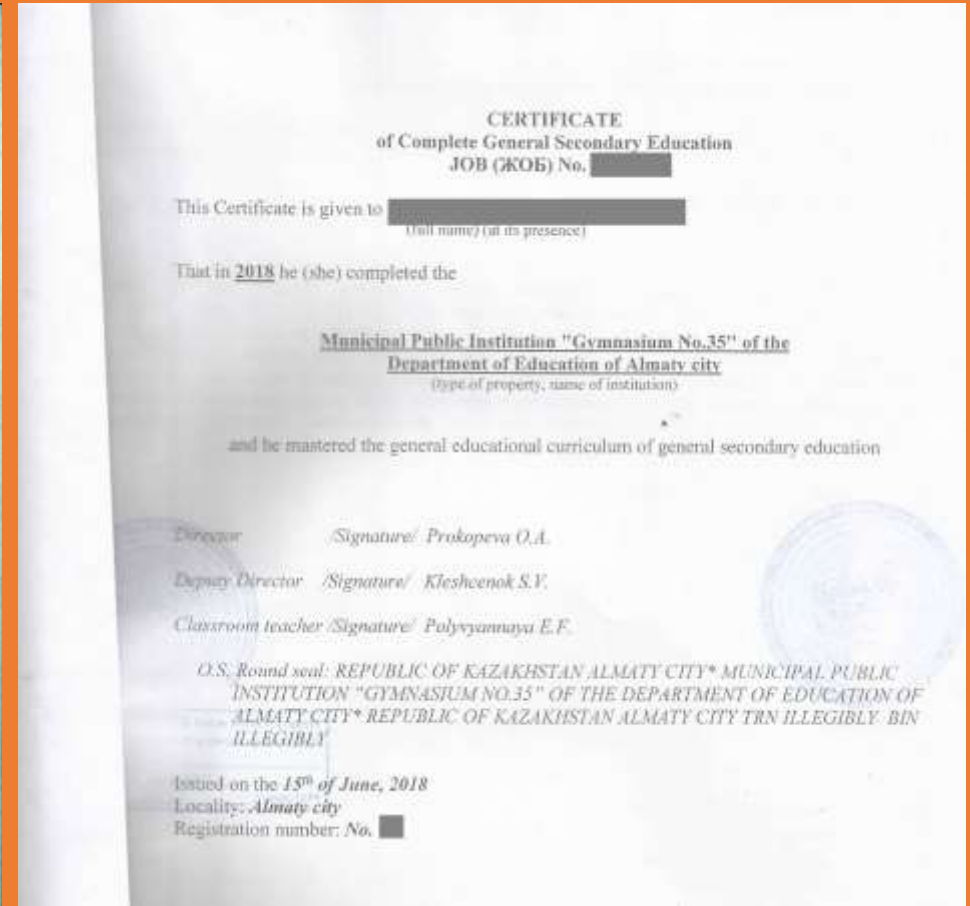 CERTIFICATE
of Complete General Secondary Education
JOB (ЖОБ) No.
This Certificate is given to
(full name) (at its presence)
That in 2018 he (she) completed the
Municipal Public Institution "Gymnasium No.35" of the
Department of Education of Almaty city
(type of property, name of institution)
and he mastered the general educational curriculum of general secondary education
Director /Signature/ Prokopeva O.A.
Deputy Director /Signature/ Kleshcenok S.V.
Classroom teacher /Signature/ Polyvyannaya E.F.
O.S. Round seal: REPUBLIC OF KAZAKHSTAN ALMATY CITY* MUNICIPAL PUBLIC
INSTITUTION "GYMNASIUM NO.35" OF THE DEPARTMENT OF EDUCATION OF
ALMATY CITY* REPUBLIC OF KAZAKHSTAN ALMATY CITY TRN ILLEGIBLY BIN
ILLEGIBLY
Issued on the 15th of June, 2018
Locality: Almaty city
Registration number: No.